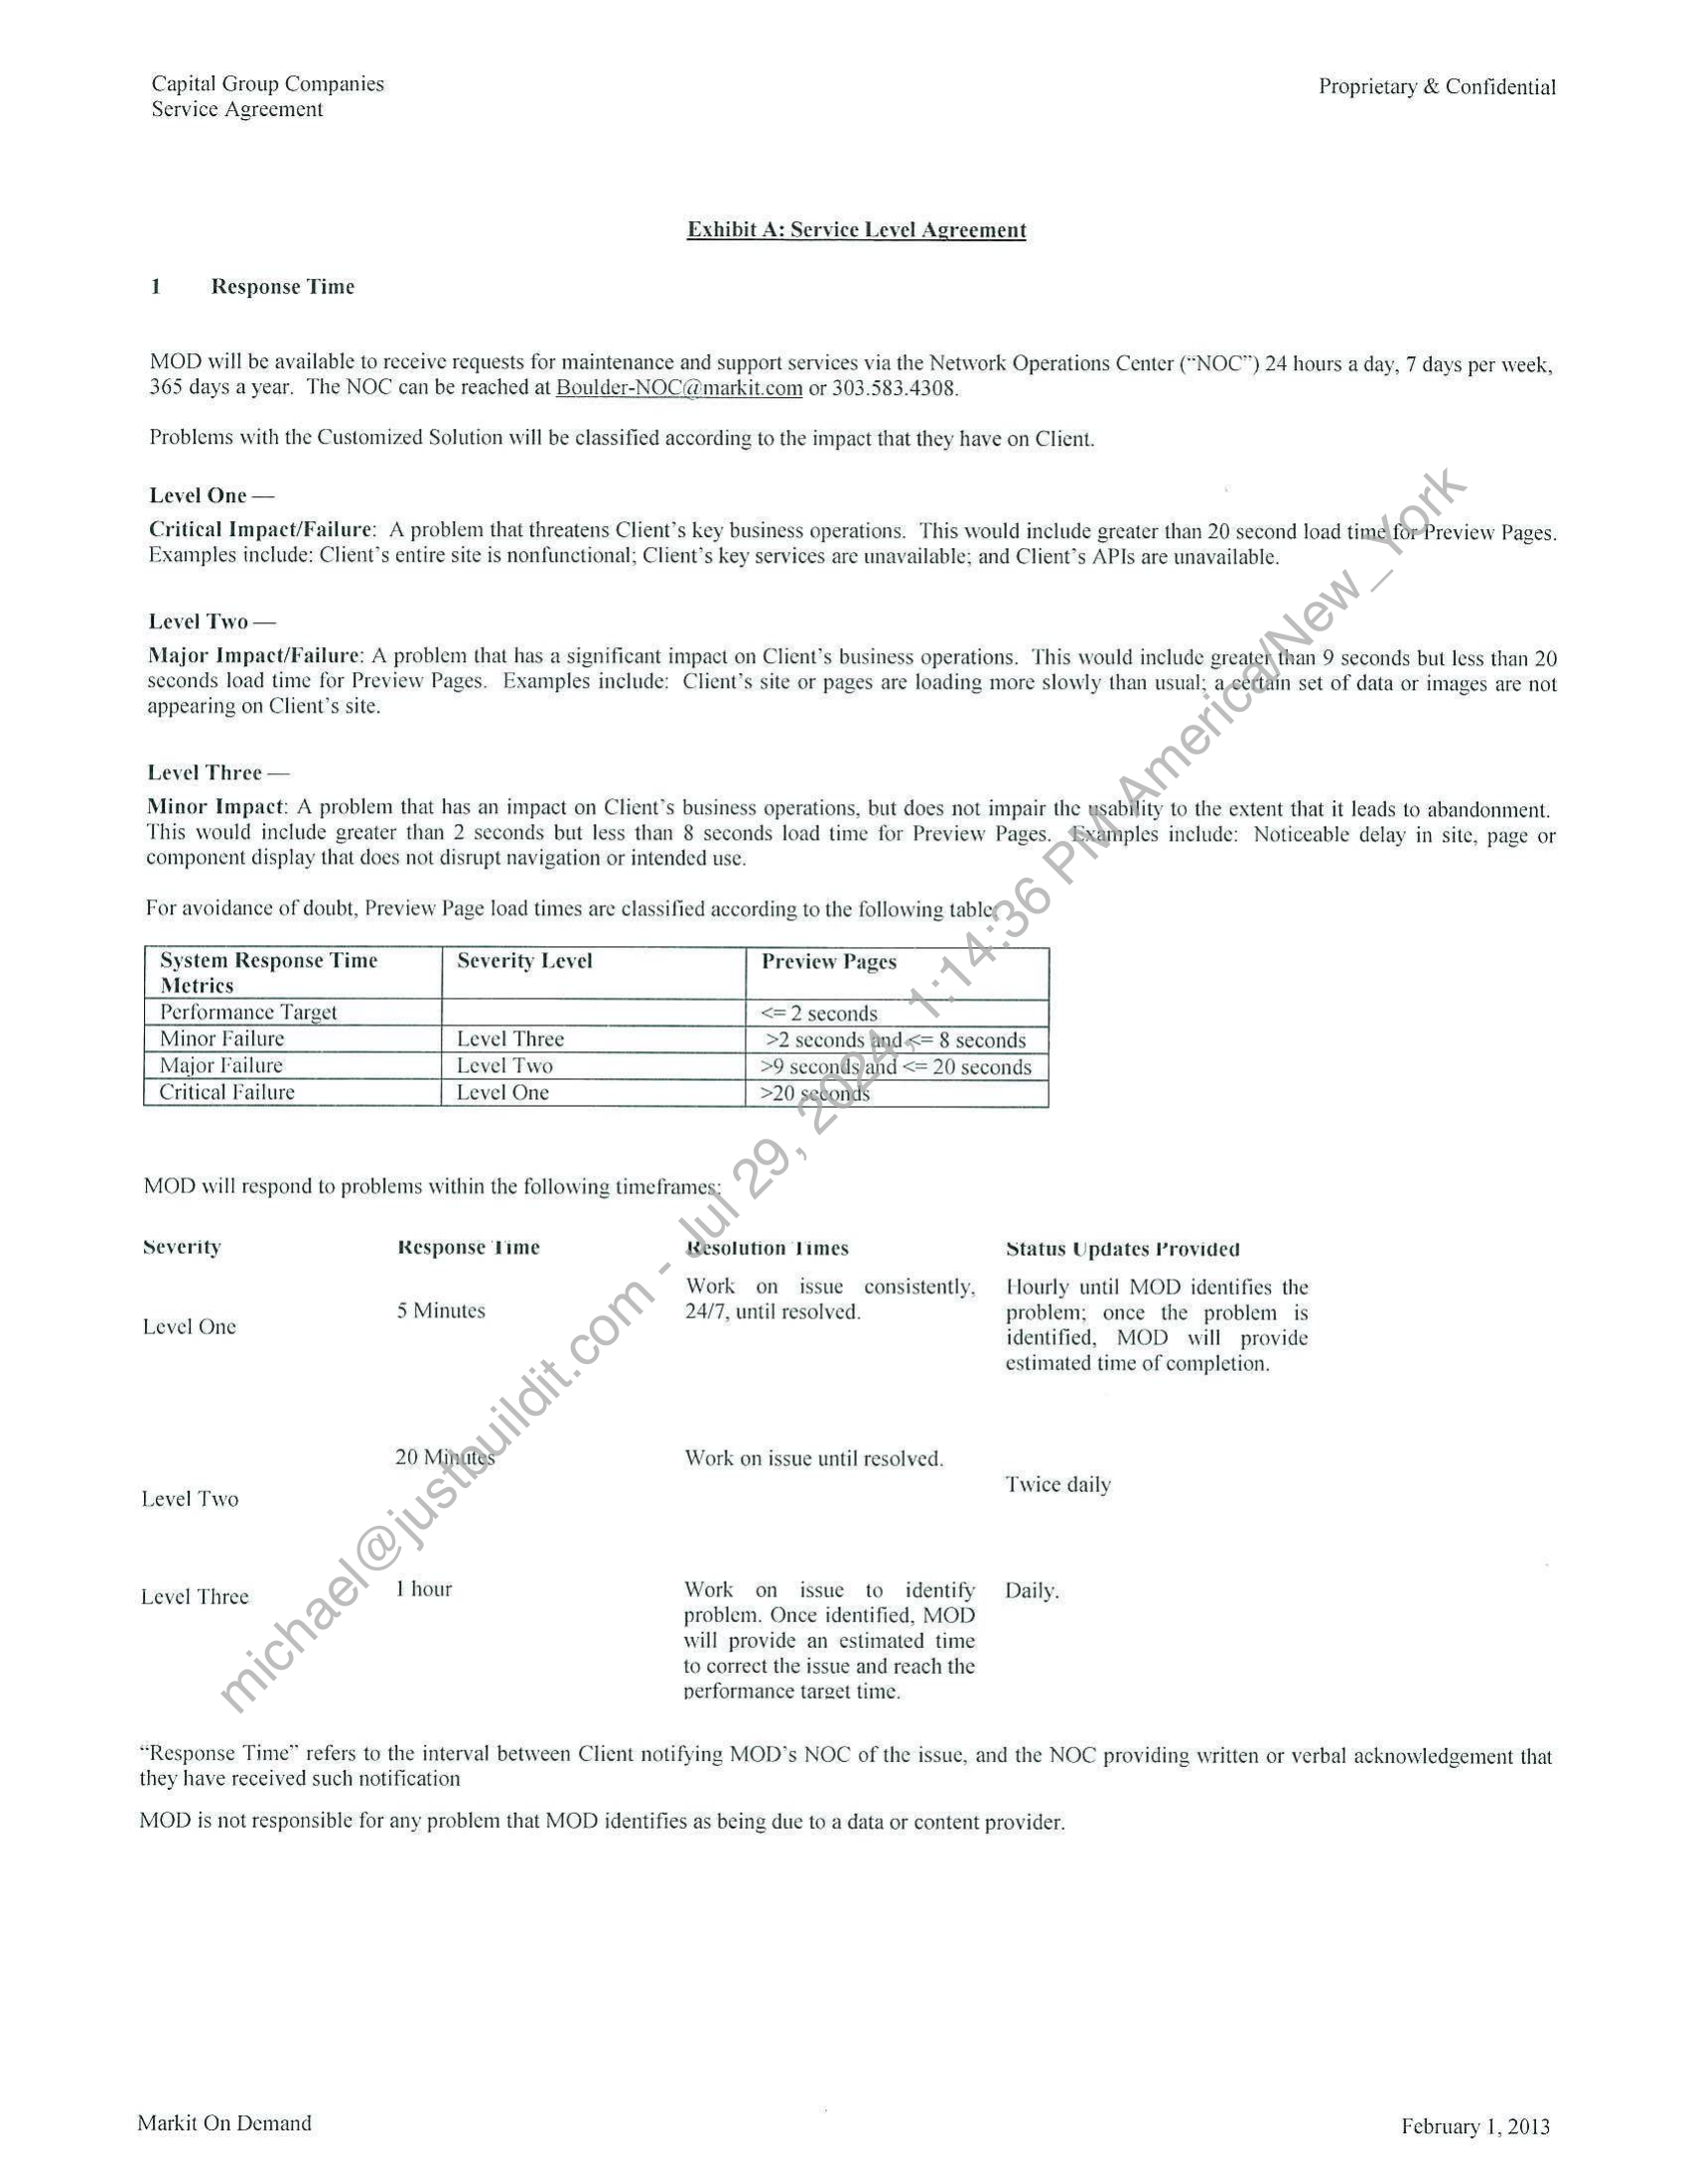 Capital Group Companies
Service Agreement
Proprietary & Confidential
Exhibit A: Service Level Agreement
1 Response Time
MOD will be available to receive requests for maintenance and support services via the Network Operations Center (“NOC”) 24 hours a day, 7 days per week,
365 days a year. The NOC can be reached at Boulder-NOC@markit.com or 303.583.4308.
Problems with the Customized Solution will be classified according to the impact that they have on Client.
Level One —
Critical Impact/Failure: A problem that threatens Client’s key business operations. This would include greater than 20 second load time for Preview Pages.
Examples include: Client’s entire site is nonfunctional; Client’s key services are unavailable; and Client’s APIs are unavailable.
Level Two —
Major Impact/Failure: A problem that has a significant impact on Client’s business operations. This would include greater than 9 seconds but less than 20
seconds load time for Preview Pages. Examples include: Client’s site or pages are loading more slowly than usual; a certain set of data or images are not
appearing on Client’s site.
Level Three —
Minor Impact: A problem that has an impact on Client’s business operations, but does not impair the usability to the extent that it leads to abandonment.
This would include greater than 2 seconds but less than 8 seconds load time for Preview Pages. Examples include: Noticeable delay in site, page or
component display that does not disrupt navigation or intended use.
For avoidance of doubt, Preview Page load times are classified according to the following table:
System Response Time Severity Level Preview Pages
Metrics
Performance Target <= 2 seconds
Minor Failure Level Three >2 seconds and <= 8 seconds
Major Failure Level Two >9 seconds and <= 20 seconds
Critical Failure Level One >20 seconds
MOD will respond to problems within the following timeframes:
Severity Response Time Resolution Times Status Updates Provided
Level One
5 Minutes
Work on issue consistently,
24/7, until resolved.
Hourly until MOD identifies the
problem; once the problem is
identified, MOD will provide
estimated time of completion.
Level Two
20 Minutes
Work on issue until resolved.
Twice daily
Level Three
1 hour
Work on issue to identify
problem. Once identified, MOD
will provide an estimated time
to correct the issue and reach the
performance target time.
Daily.
“Response Time” refers to the interval between Client notifying MOD’s NOC of the issue, and the NOC providing written or verbal acknowledgement that
they have received such notification
MOD is not responsible for any problem that MOD identifies as being due to a data or content provider.
Markit On Demand
February 1, 2013
michael@justbuildit.com - Jul 29, 2024, 1:14:36 PM America/New_York